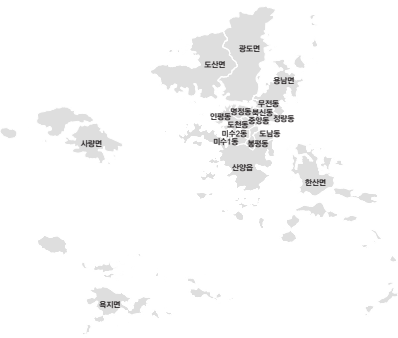 광도면
도산면
용남면
무전동
명정동
북신동
인평동
정량동
중앙동
도천동
미수2동
도남동
미수1동
봉평동
사량면
산양읍
한산면
욕지면